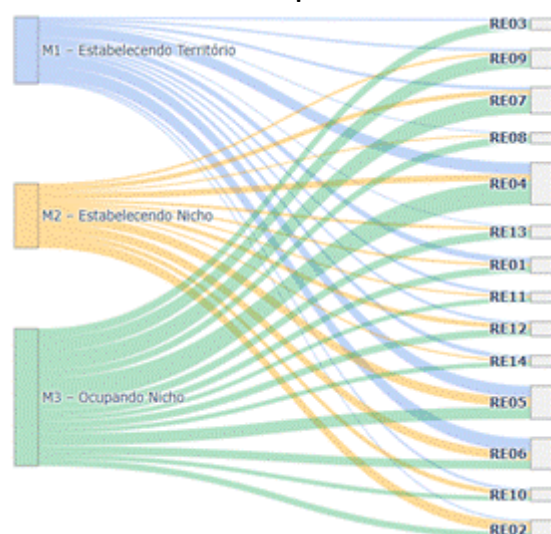 M1 – Estabelecendo Território
M2 – Estabelecendo Nicho
M3 – Ocupando Nicho
RE03
RE09
RE07
RE08
RE04
RE13
RE01
RE11
RE12
RE14
RE05
RE06
RE10
RE02